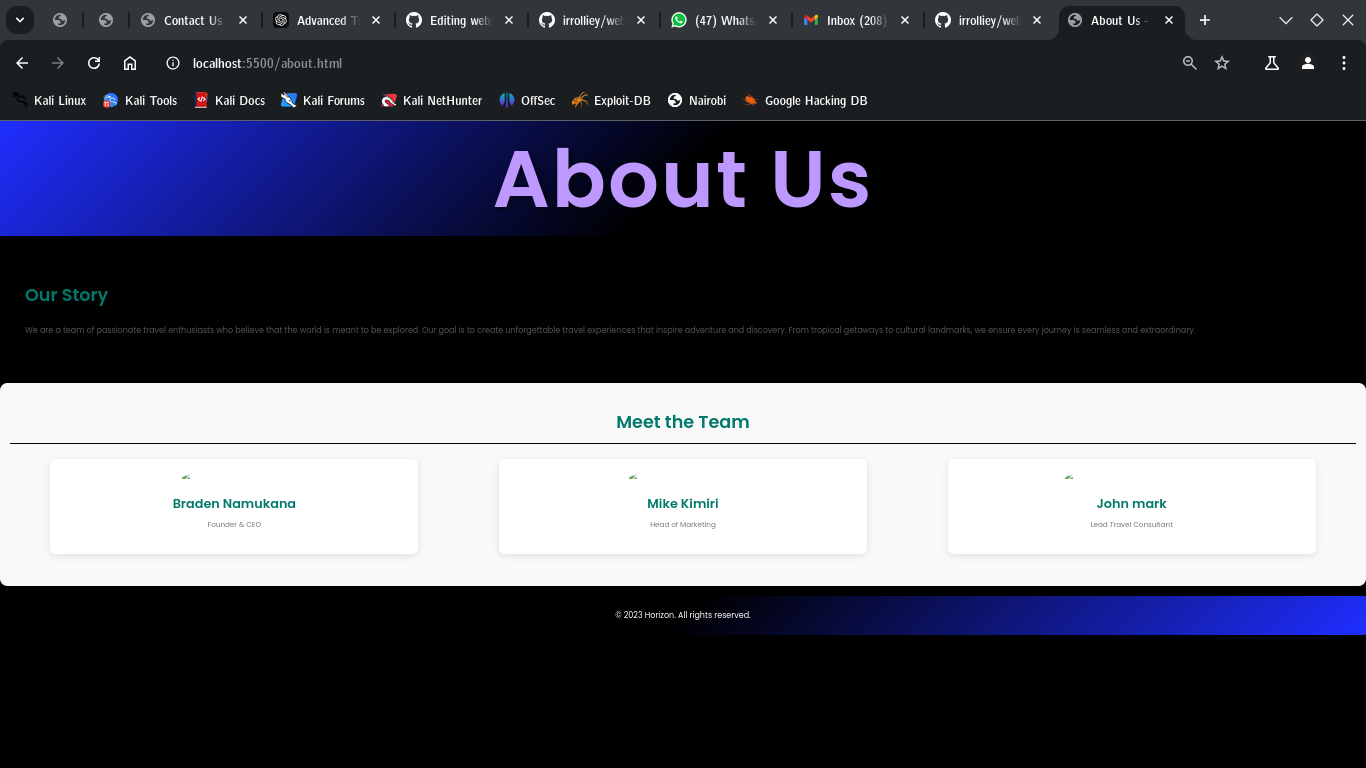 Contact Us
Advanced T
Editing web
irrolliey/web
(47) Whats
Inbox (208)
irrolliey/web
About Us -
localhost:5500/about.html
Kali Linux
Kali Tools
Kali Docs
Kali Forums
Kali NetHunter
OffSec
Exploit-DB
Nairobi
Google Hacking DB
About Us
Our Story
We are a team of passionate travel enthusiasts who believe that the world is meant to be explored. Our goal is to create unforgettable travel experiences that inspire adventure and discovery. From tropical getaways to cultural landmarks, we ensure every journey is seamless and extraordinary.
Meet the Team
Braden Namukana
Founder & CEO
Mike Kimiri
Head of Marketing
John mark
Lead Travel Consultant
© 2023 Horizon. All rights reserved.